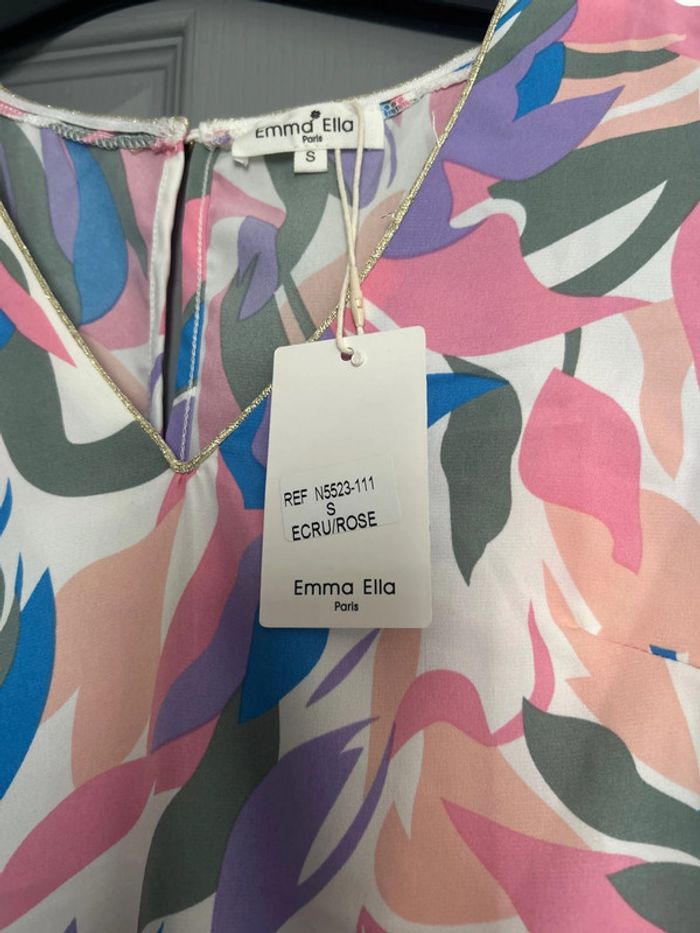 Emma Ella
Paris
S
REF N5523-111
S
ECRU/ROSE
Emma Ella
Paris